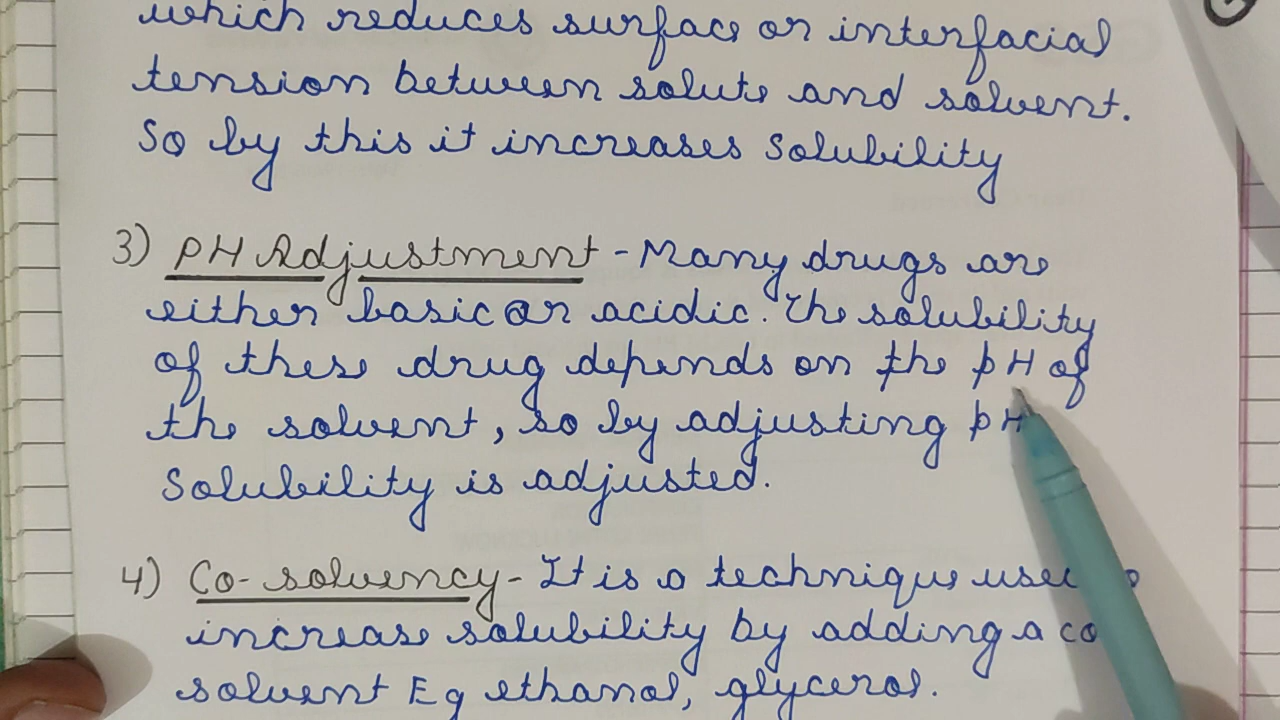 which reduces surface or interfacial
tension between solute and solvent.
So by this it increases solubility
3) PH Adjustment - Many drugs are
either basic or acidic. The solubility
of these drug depends on the pH of
the solvent, so by adjusting pH
Solubility is adjusted.
4) Co-solvency - It is a technique
increase solubility by adding a co
solvent Eg ethanol, glycerol.